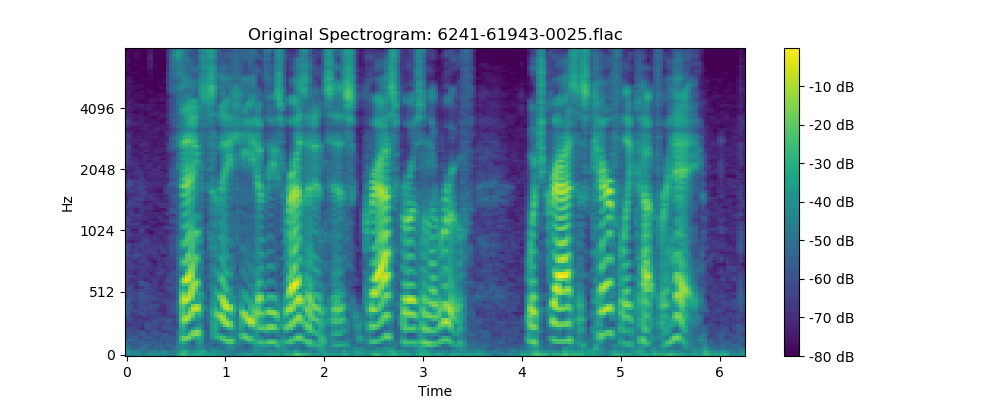 Original Spectrogram: 6241-61943-0025.flac
Hz
4096
2048
1024
512
0
0 1 2 3 4 5 6
Time
-10 dB
-20 dB
-30 dB
-40 dB
-50 dB
-60 dB
-70 dB
-80 dB